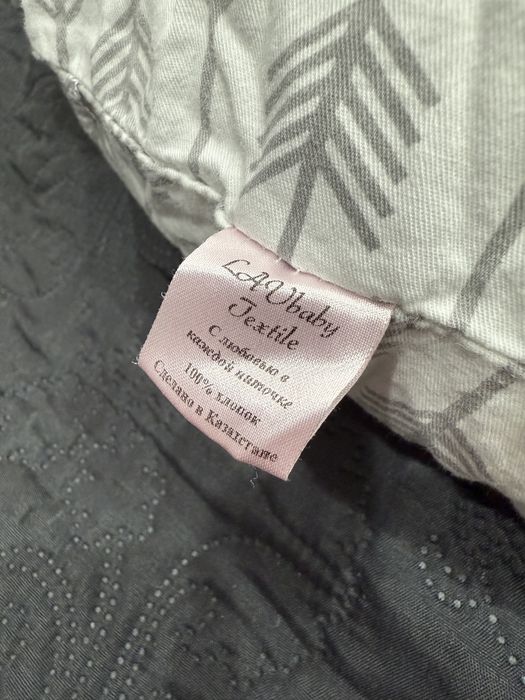 LAVbaby
Textile
С любовью в
каждой ниточке
100% хлопок
Сделано в Казахстане